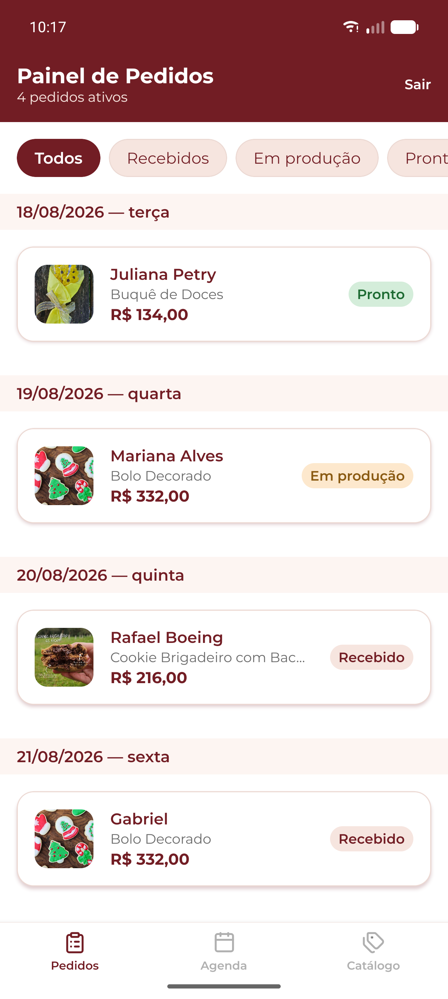 10:17
Painel de Pedidos
4 pedidos ativos
Sair
Todos
Recebidos
Em produção
Pront
18/08/2026 — terça
Juliana Petry
Buquê de Doces
R$ 134,00
Pronto
19/08/2026 — quarta
Mariana Alves
Bolo Decorado
R$ 332,00
Em produção
20/08/2026 — quinta
COOKIE BRIGADEIRO
DE BACON
Rafael Boeing
Cookie Brigadeiro com Bac...
R$ 216,00
Recebido
21/08/2026 — sexta
Gabriel
Bolo Decorado
R$ 332,00
Recebido
Pedidos
Agenda
Catálogo